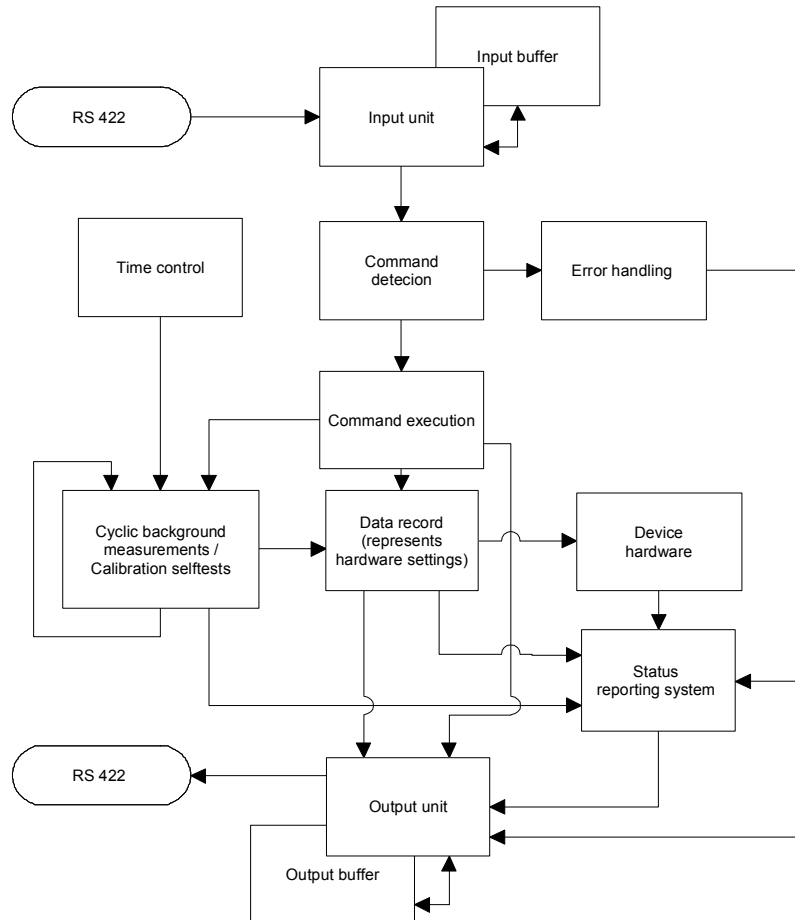 Input buffer
RS 422
Input unit
Time control
Command
detecion
Error handling
Command execution
Cyclic background
measurements /
Calibration selftests
Data record
(represents
hardware settings)
Device
hardware
Status
reporting system
RS 422
Output unit
Output buffer